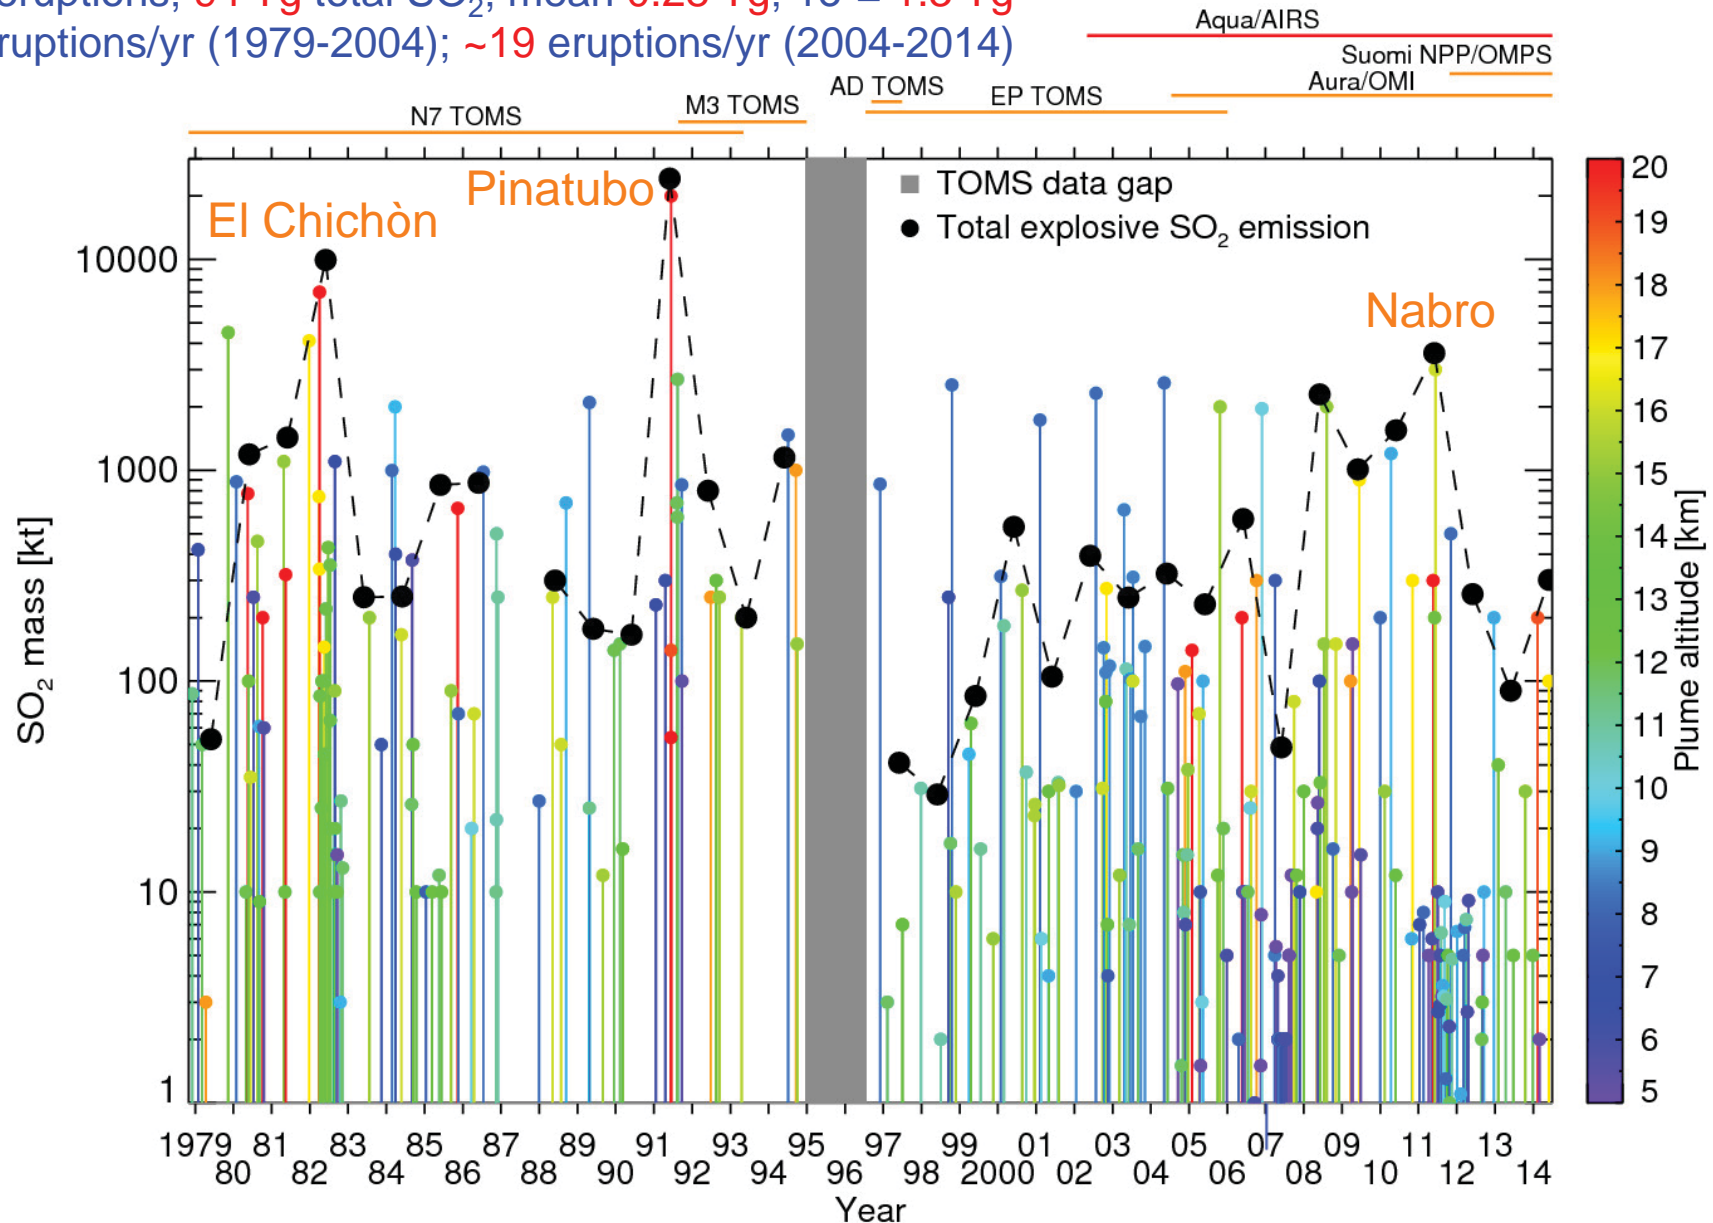 eruptions, total SO2, mean
eruptions/yr (1979-2004); ~19 eruptions/yr (2004-2014)
Aqua/AIRS
Suomi NPP/OMPS
Aura/OMI
AD TOMS
EP TOMS
M3 TOMS
N7 TOMS
Pinatubo
El Chichòn
Nabro
TOMS data gap
Total explosive SO2 emission
SO2 mass [kt]
10000
1000
100
10
1
1979 81 83 85 87 89 91 93 95 97 99 01 03 05 07 09 11 13
80 82 84 86 88 90 92 94 96 98 2000 02 04 06 08 10 12 14
Year
20
19
18
17
16
15
14
13
12
11
10
9
8
7
6
5
Plume altitude [km]